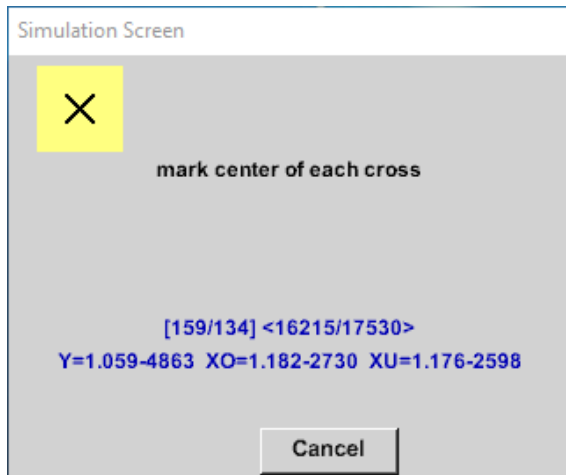 Simulation Screen
mark center of each cross
[159/134] <16215/17530>
Y=1.059-4863 XO=1.182-2730 XU=1.176-2598
Cancel